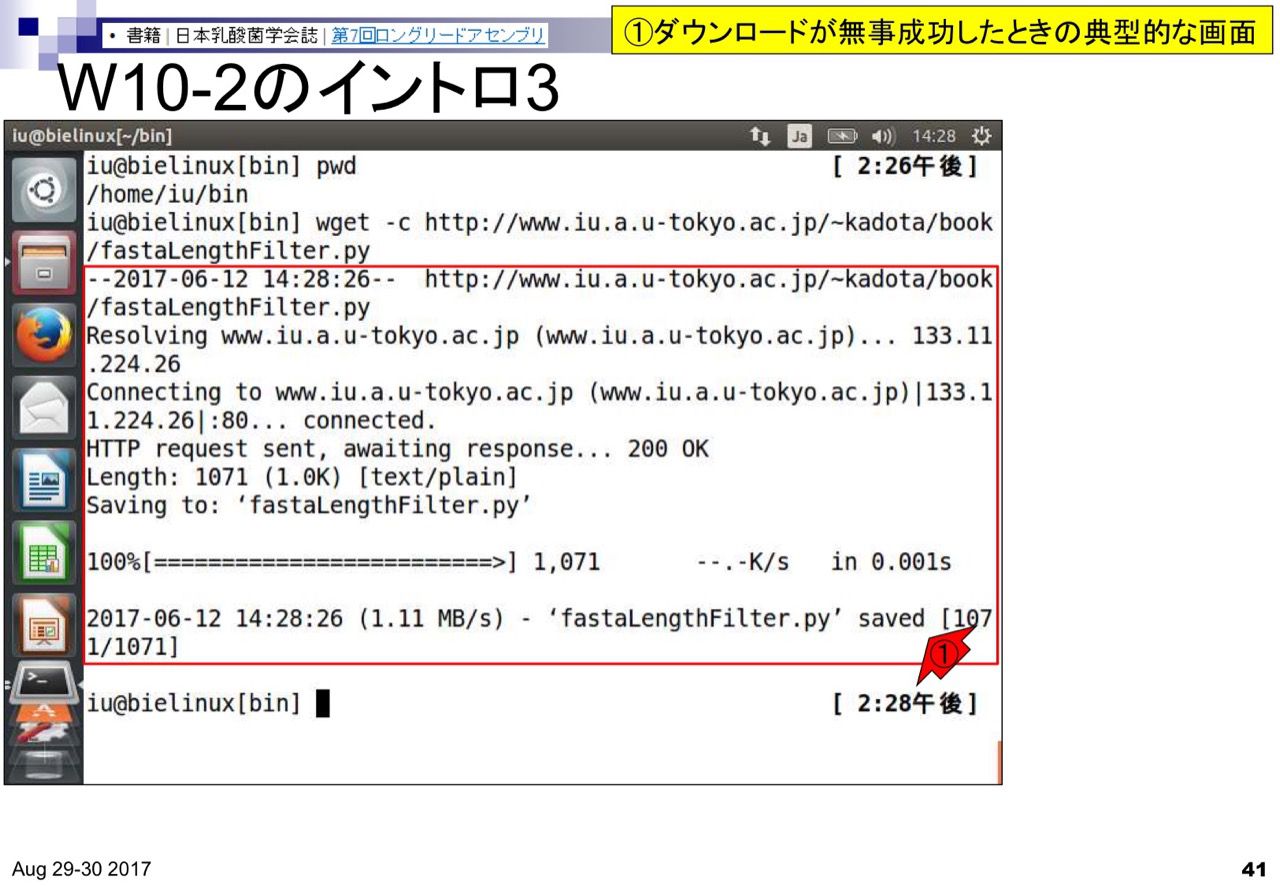 • 書籍 | 日本乳酸菌学会誌 | 第7回ロングリードアセンブリ
①ダウンロードが無事成功したときの典型的な画面
W10-2のイントロ3
iu@bielinux[~/bin]
Ja
14:28
iu@bielinux[bin] pwd [ 2:26午後]
/home/iu/bin
iu@bielinux[bin] wget -c http://www.iu.a.u-tokyo.ac.jp/~kadota/book
/fastaLengthFilter.py
--2017-06-12 14:28:26--  http://www.iu.a.u-tokyo.ac.jp/~kadota/book
/fastaLengthFilter.py
Resolving www.iu.a.u-tokyo.ac.jp (www.iu.a.u-tokyo.ac.jp)... 133.11
.224.26
Connecting to www.iu.a.u-tokyo.ac.jp (www.iu.a.u-tokyo.ac.jp)|133.1
1.224.26|:80... connected.
HTTP request sent, awaiting response... 200 OK
Length: 1071 (1.0K) [text/plain]
Saving to: ‘fastaLengthFilter.py’
100%[=========================>] 1,071       --.-K/s   in 0.001s
2017-06-12 14:28:26 (1.11 MB/s) - ‘fastaLengthFilter.py’ saved [107
1/1071]
①
iu@bielinux[bin] [ 2:28午後]
Aug 29-30 2017
41